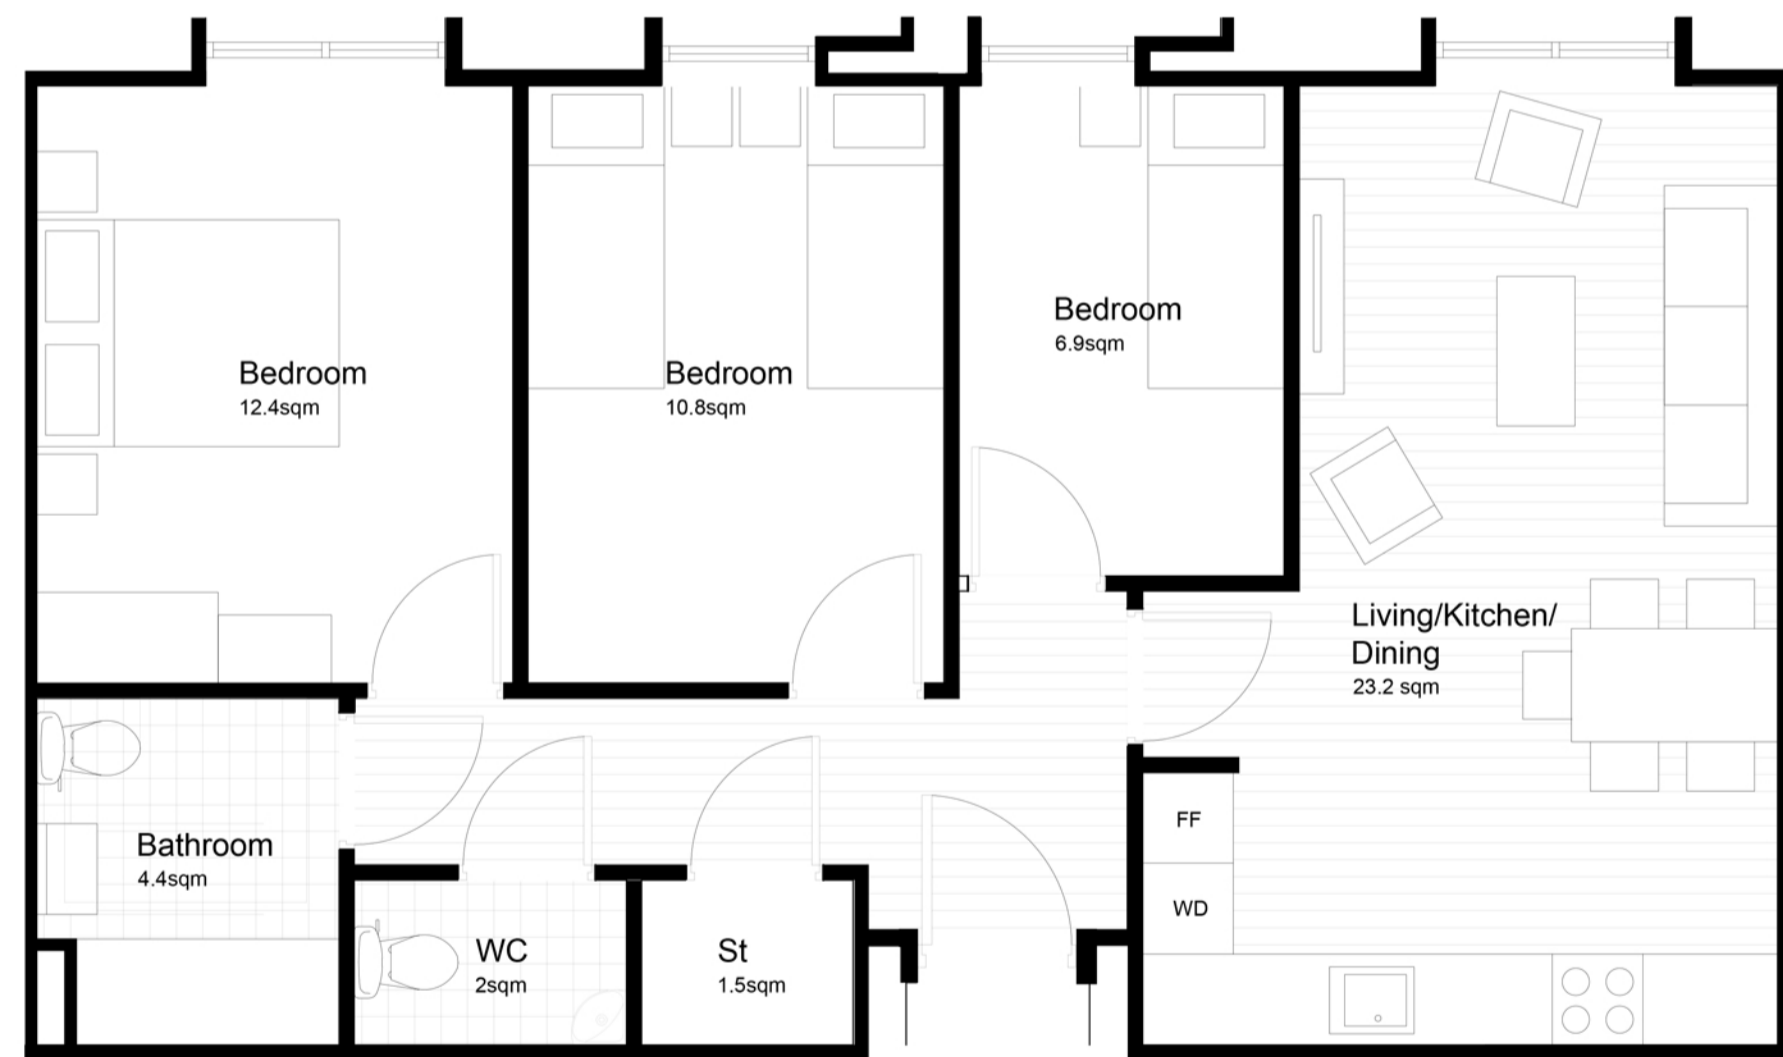 Bedroom
12.4sqm
Bedroom
10.8sqm
Bedroom
6.9sqm
Living/Kitchen/
Dining
23.2 sqm
Bathroom
4.4sqm
WC
2sqm
St
1.5sqm
FF
WD